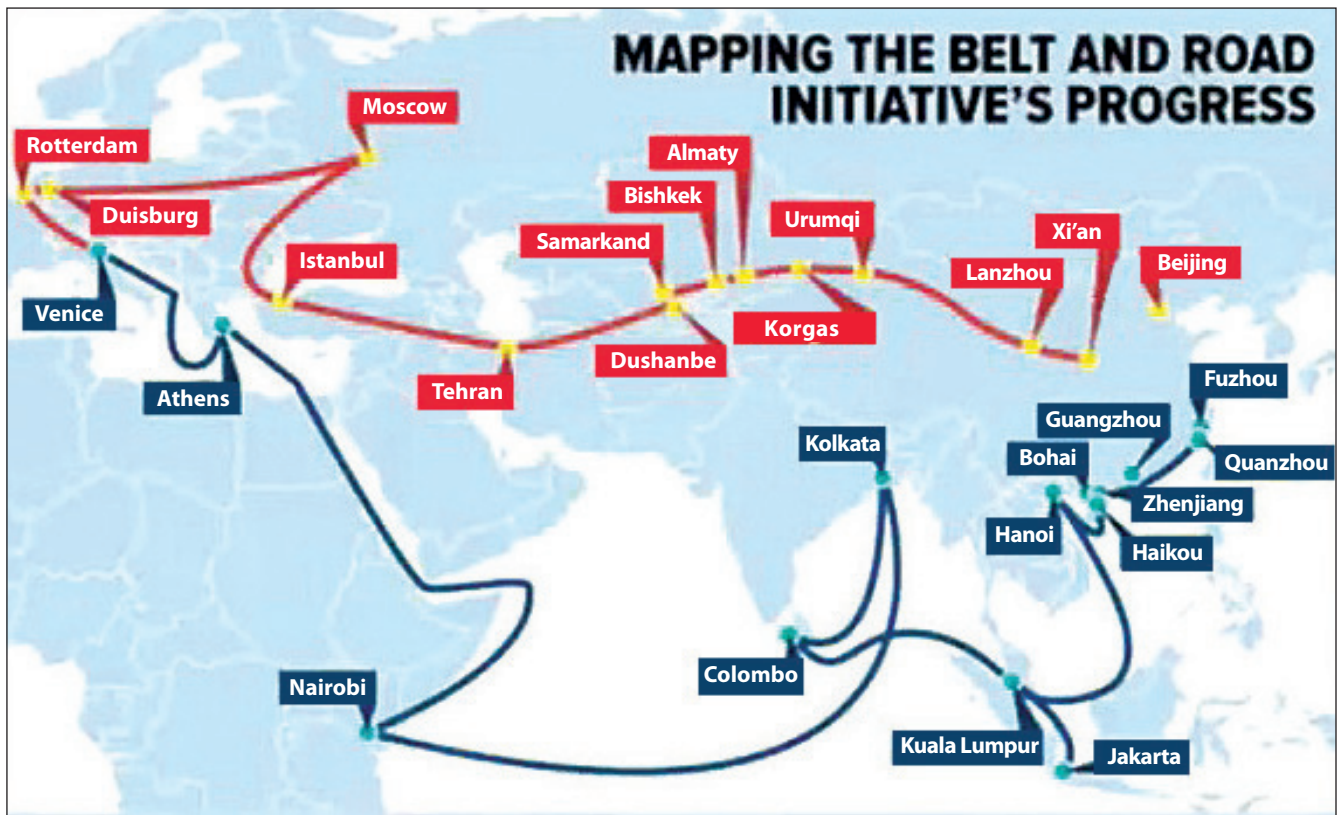 MAPPING THE BELT AND ROAD
INITIATIVE'S PROGRESS
Moscow
Rotterdam
Almaty
Bishkek
Duisburg
Urumqi
Xi'an
Samarkand
Istanbul
Lanzhou
Beijing
Venice
Korgas
Dushanbe
Tehran
Athens
Fuzhou
Guangzhou
Kolkata
Bohai
Quanzhou
Zhenjiang
Hanoi
Haikou
Colombo
Nairobi
Kuala Lumpur
Jakarta